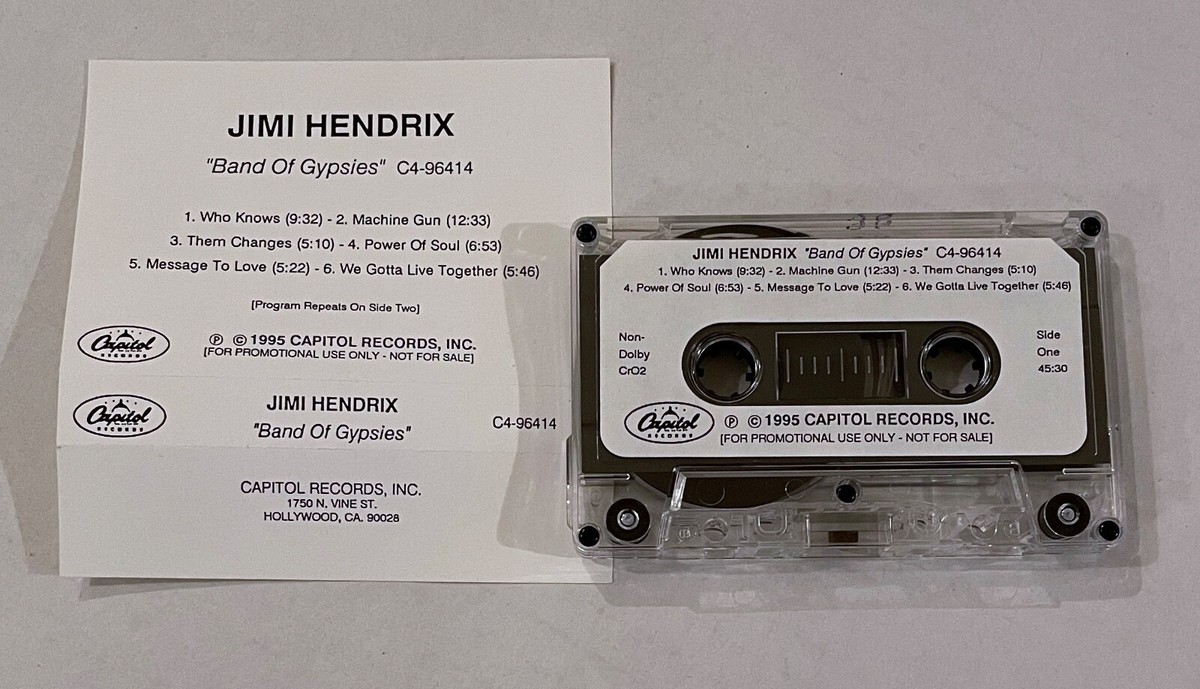 JIMI HENDRIX
"Band Of Gypsies" C4-96414
1. Who Knows (9:32) - 2. Machine Gun (12:33)
3. Them Changes (5:10) - 4. Power Of Soul (6:53)
5. Message To Love (5:22) - 6. We Gotta Live Together (5:46)
[Program Repeats On Side Two]
Capitol
RECORDS
℗ ©1995 CAPITOL RECORDS, INC.
[FOR PROMOTIONAL USE ONLY - NOT FOR SALE]
Capitol
RECORDS
JIMI HENDRIX
"Band Of Gypsies"
C4-96414
CAPITOL RECORDS, INC.
1750 N. VINE ST.
HOLLYWOOD, CA. 90028
JIMI HENDRIX "Band Of Gypsies" C4-96414
1. Who Knows (9:32) - 2. Machine Gun (12:33) - 3. Them Changes (5:10)
4. Power Of Soul (6:53) - 5. Message To Love (5:22) - 6. We Gotta Live Together (5:46)
Non-
Dolby
CrO2
Side
One
45:30
Capitol
RECORDS
℗ ©1995 CAPITOL RECORDS, INC.
[FOR PROMOTIONAL USE ONLY - NOT FOR SALE]